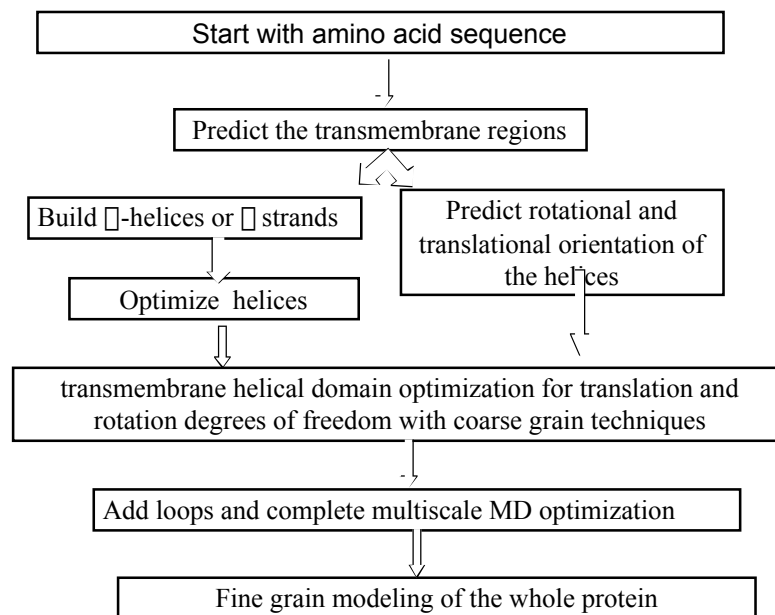 Start with amino acid sequence
Predict the transmembrane regions
Build □-helices or □ strands
Predict rotational and
translational orientation of
the helices
Optimize helices
transmembrane helical domain optimization for translation and
rotation degrees of freedom with coarse grain techniques
Add loops and complete multiscale MD optimization
Fine grain modeling of the whole protein